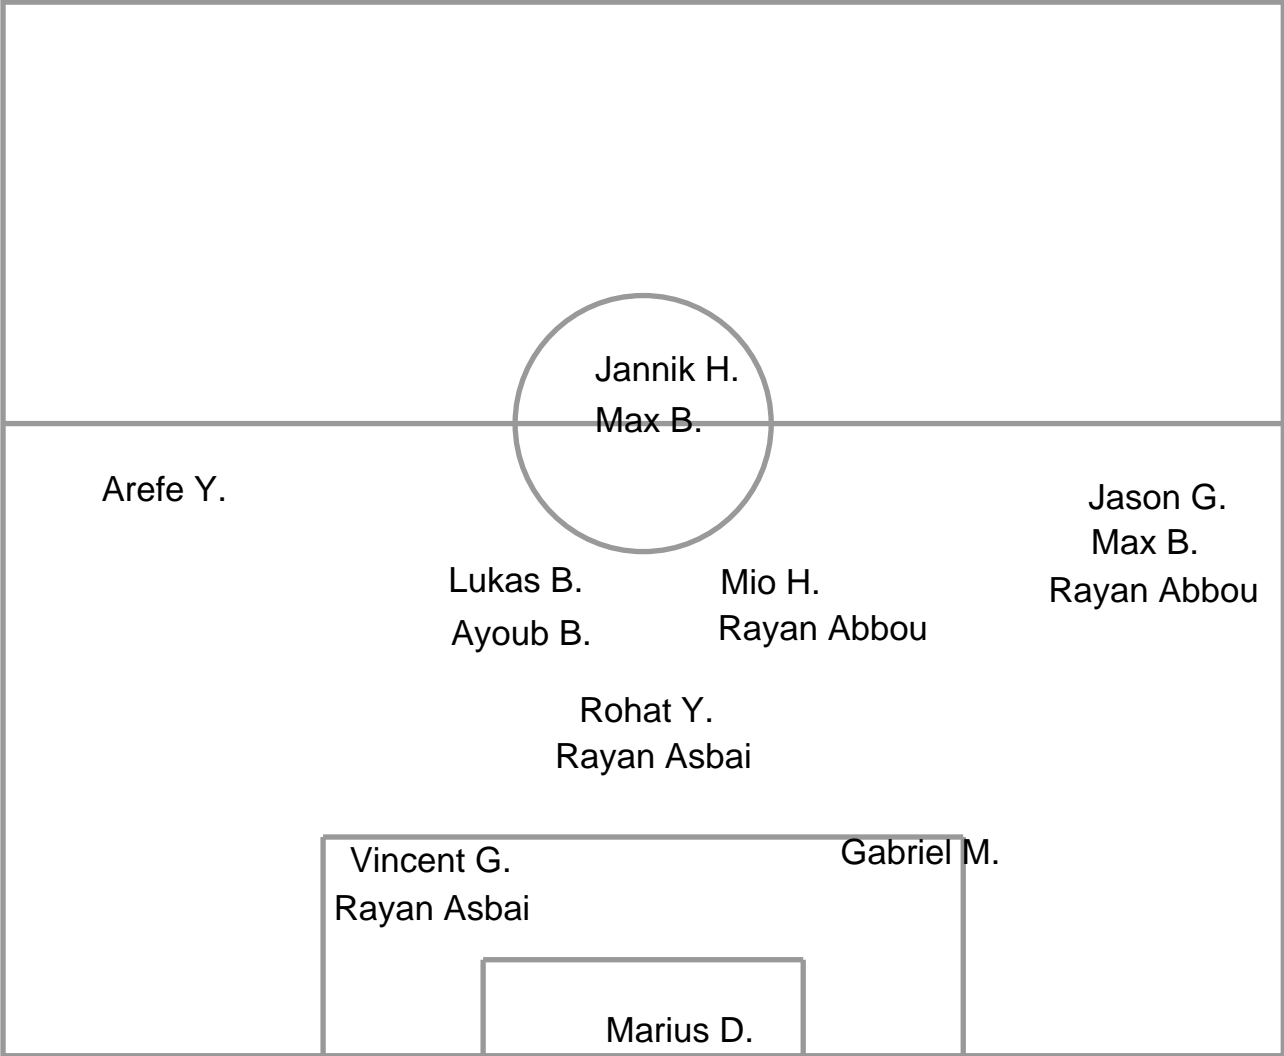 Jannik H.
Max B.
Arefe Y.
Jason G.
Max B.
Rayan Abbou
Lukas B.
Ayoub B.
Mio H.
Rayan Abbou
Rohat Y.
Rayan Asbai
Vincent G.
Rayan Asbai
Gabriel M.
Marius D.